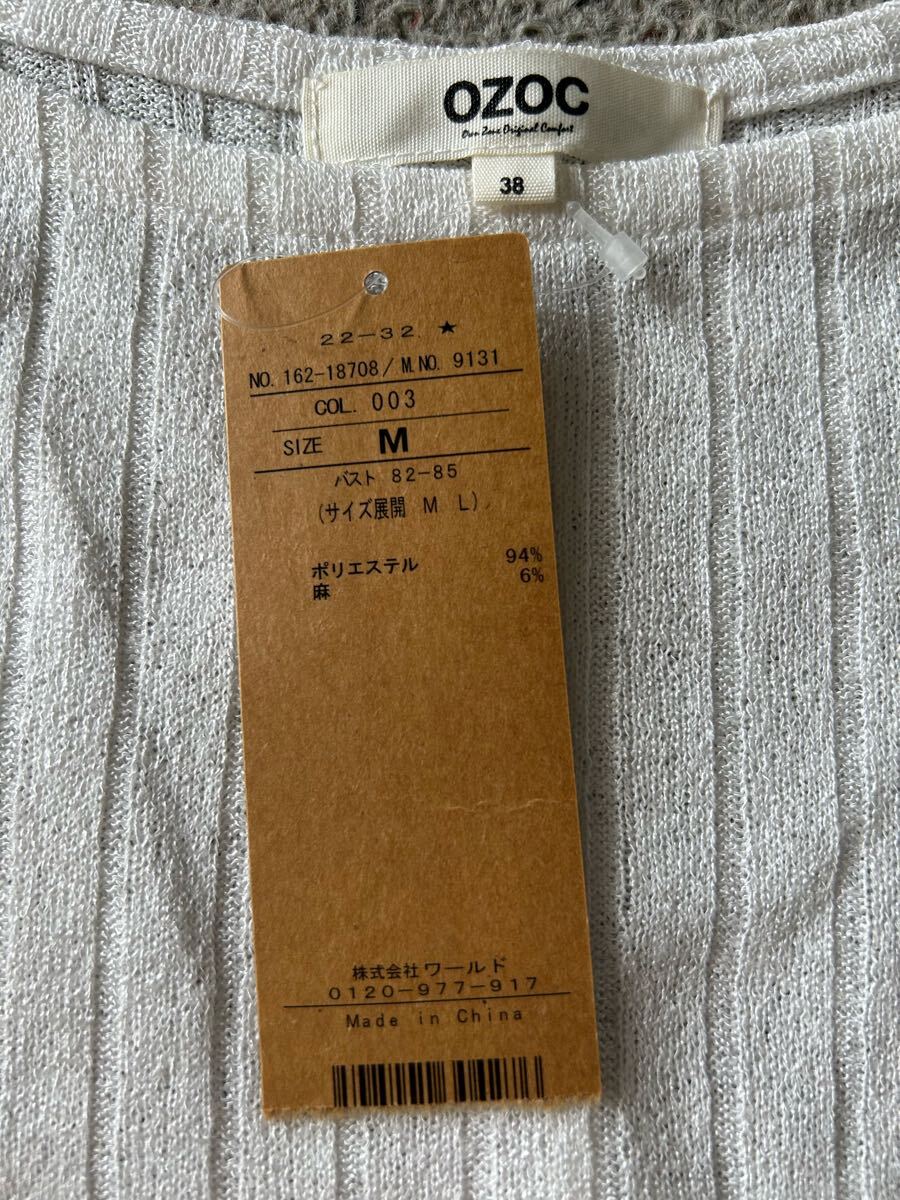 OZOC
Own Zone Original Comfort
38
22-32 ★
NO. 162-18708/M.NO. 9131
COL. 003
SIZE M
バスト 82-85
(サイズ展開 M L)
ポリエステル 94%
麻 6%
株式会社ワールド
0120-977-917
Made in China